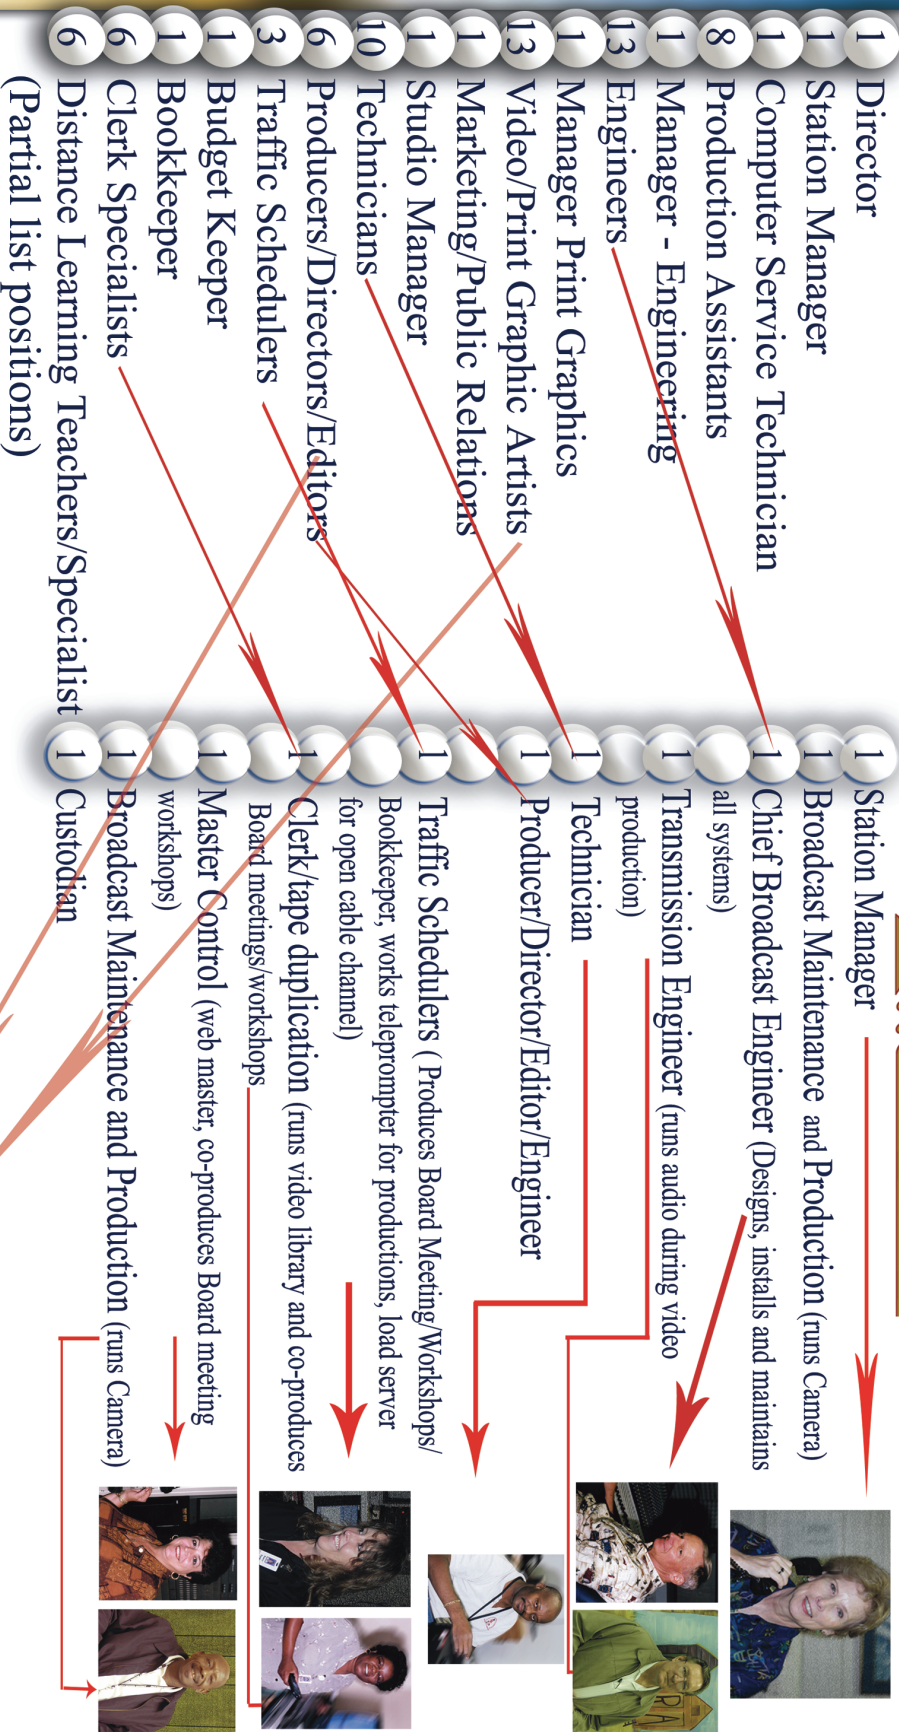 1 Director
1 Station Manager
1 Computer Service Technician
8 Production Assistants
1 Manager - Engineering
13 Engineers
1 Manager Print Graphics
13 Video/Print Graphic Artists
1 Marketing/Public Relations
1 Studio Manager
10 Technicians
6 Producers/Directors/Editors
3 Traffic Schedulers
1 Budget Keeper
1 Bookkeeper
6 Clerk Specialists
6 Distance Learning Teachers/Specialist
(Partial list positions)
1 Station Manager
1 Broadcast Maintenance and Production (runs Camera)
1 Chief Broadcast Engineer (Designs, installs and maintains
all systems)
1 Transmission Engineer (runs audio during video
production)
1 Technician
1 Producer/Director/Editor/Engineer
1 Traffic Schedulers ( Produces Board Meeting/Workshops/
Bookkeeper, works teleprompter for productions, load server
for open cable channel)
1 Clerk/tape duplication (runs video library and co-produces
1 Board meetings/workshops
1 Master Control (web master, co-produces Board meeting
workshops)
1 Broadcast Maintenance and Production (runs Camera)
1 Custodian
RA